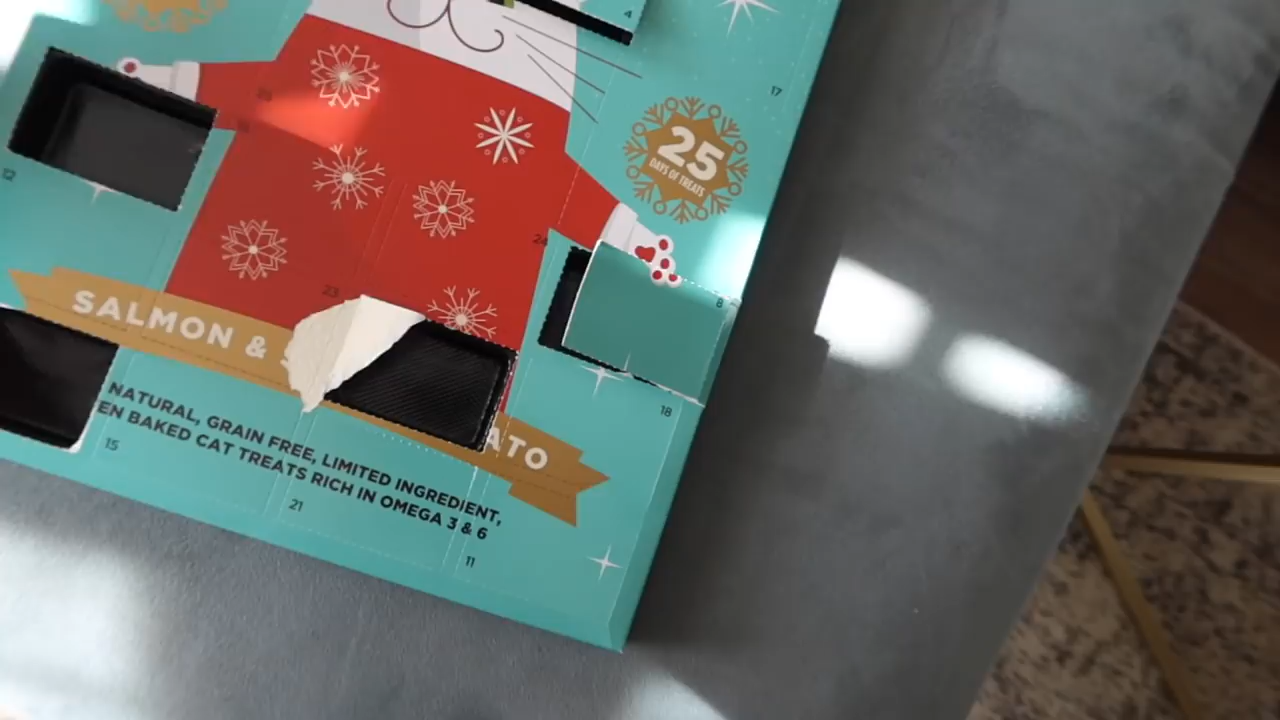 4
17
25
DAYS OF TREATS
12
24
8
23
SALMON &
ATO
18
NATURAL, GRAIN FREE, LIMITED INGREDIENT,
EN BAKED CAT TREATS RICH IN OMEGA 3 & 6
15
21
11